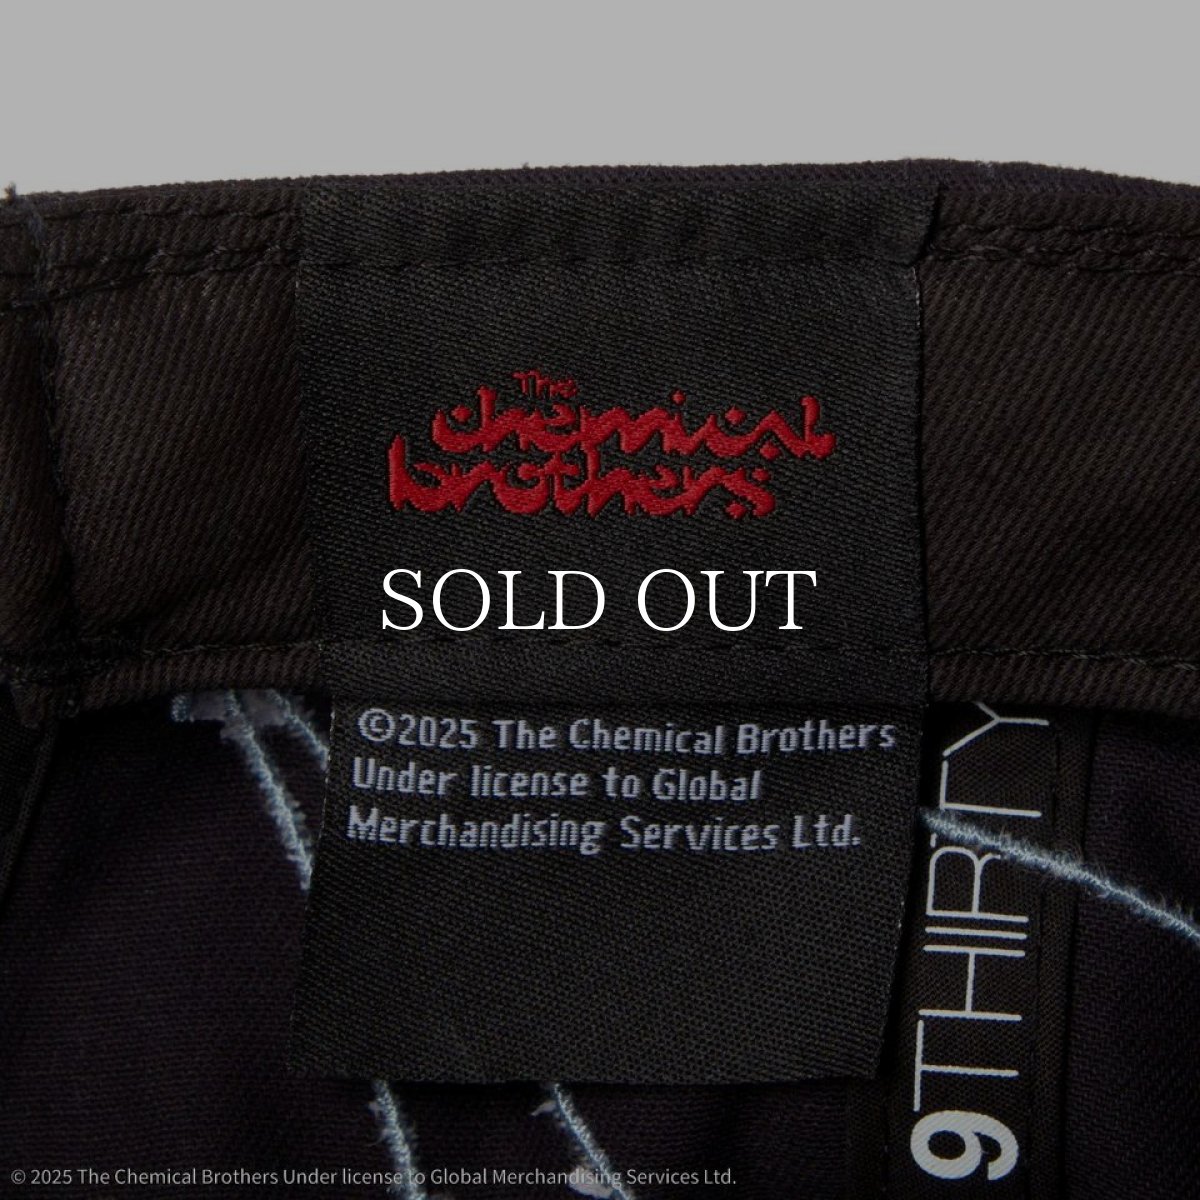 The
chemical
brothers
SOLD OUT
©2025 The Chemical Brothers
Under license to Global
Merchandising Services Ltd.
9THIRTY
© 2025 The Chemical Brothers Under license to Global Merchandising Services Ltd.